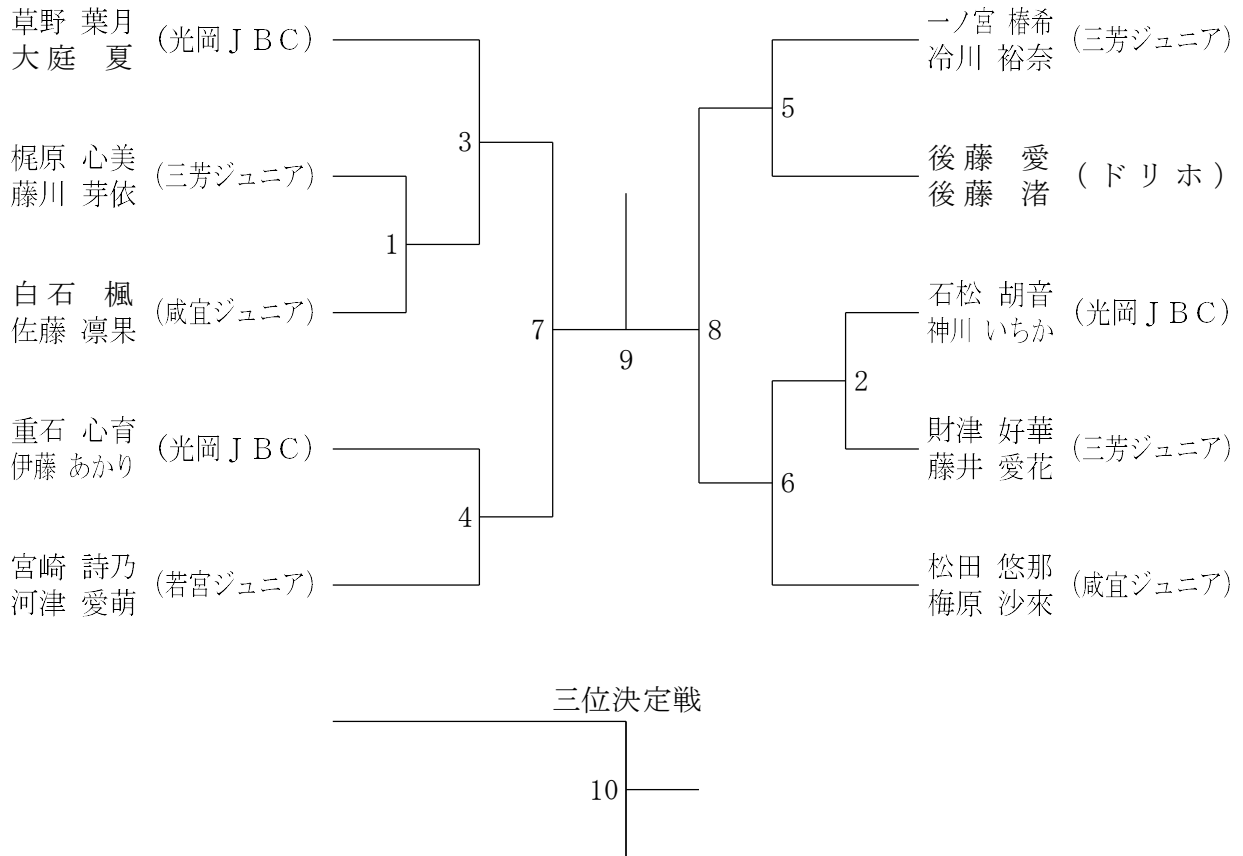 草野 葉月
大庭 夏
(光岡ＪＢＣ)
梶原 心美
藤川 芽依
(三芳ジュニア)
白石 楓
佐藤 凛果
(咸宜ジュニア)
重石 心育
伊藤 あかり
(光岡ＪＢＣ)
宮崎 詩乃
河津 愛萌
(若宮ジュニア)
3
1
7
4
9
一ノ宮 椿希
冷川 裕奈
(三芳ジュニア)
後藤 愛
後藤 渚
(ドリホ)
石松 胡音
神川 いちか
(光岡ＪＢＣ)
財津 好華
藤井 愛花
(三芳ジュニア)
松田 悠那
梅原 沙來
(咸宜ジュニア)
5
8
2
6
三位決定戦
10